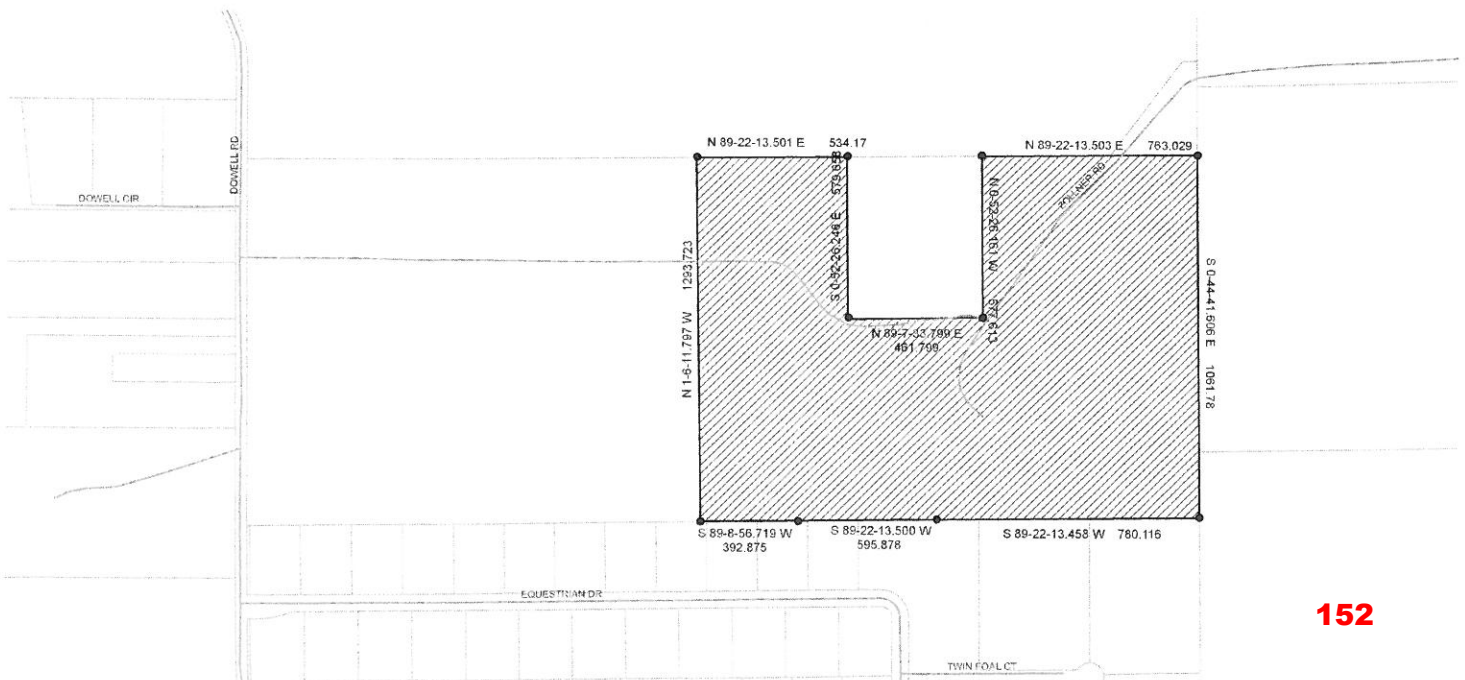 N 89-22-13.501 E 534.17
N 89-22-13.503 E 763.029
DOWELL RD
DOWELL CIR
ZOLLNER RD
S 0-52-26.246 E 579.658
N 0-52-26.161 W 577.613
N 1-6-11.797 W 1293.723
S 0-44-41.606 E 1061.78
N 89-7-33.799 E
461.799
S 89-8-56.719 W
392.875
S 89-22-13.500 W
595.876
S 89-22-13.458 W 760.116
EQUESTRIAN DR
152
TWIN FOAL CT